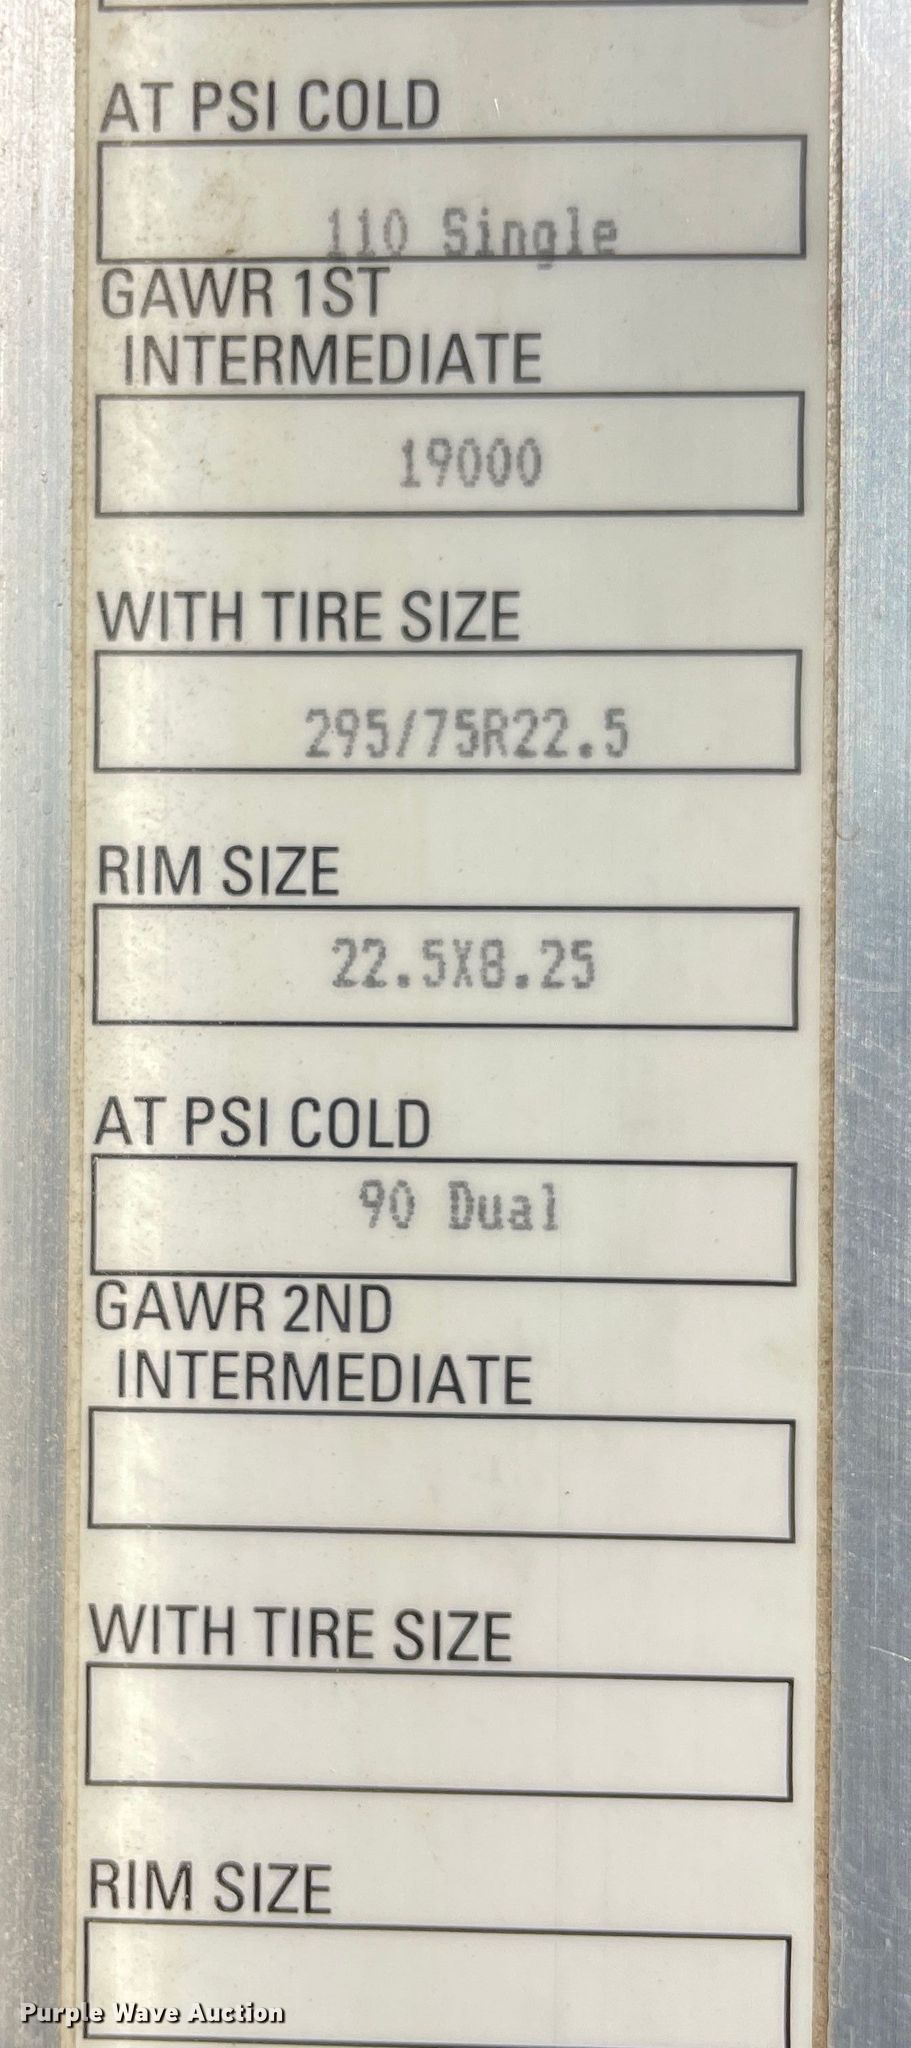 AT PSI COLD
110 Single
GAWR 1ST
INTERMEDIATE
19000
WITH TIRE SIZE
295/75R22.5
RIM SIZE
22.5X8.25
AT PSI COLD
90 Dual
GAWR 2ND
INTERMEDIATE
WITH TIRE SIZE
RIM SIZE
Purple Wave Auction